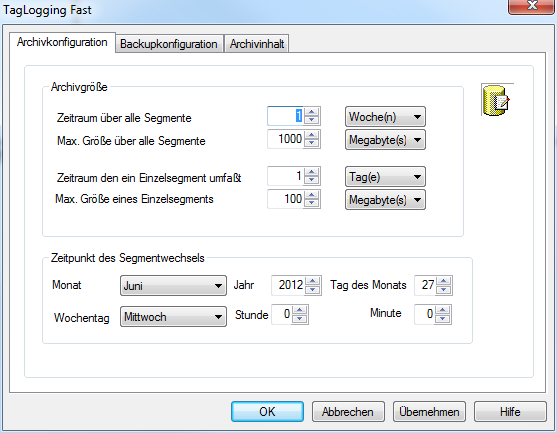 TagLogging Fast
Archivkonfiguration Backupkonfiguration Archivinhalt
Archivgröße
Zeitraum über alle Segmente 1 Woche(n)
Max. Größe über alle Segmente 1000 Megabyte(s)
Zeitraum den ein Einzelsegment umfaßt 1 Tag(e)
Max. Größe eines Einzelsegments 100 Megabyte(s)
Zeitpunkt des Segmentwechsels
Monat Juni Jahr 2012 Tag des Monats 27
Wochentag Mittwoch Stunde 0 Minute 0
OK Abbrechen Übernehmen Hilfe